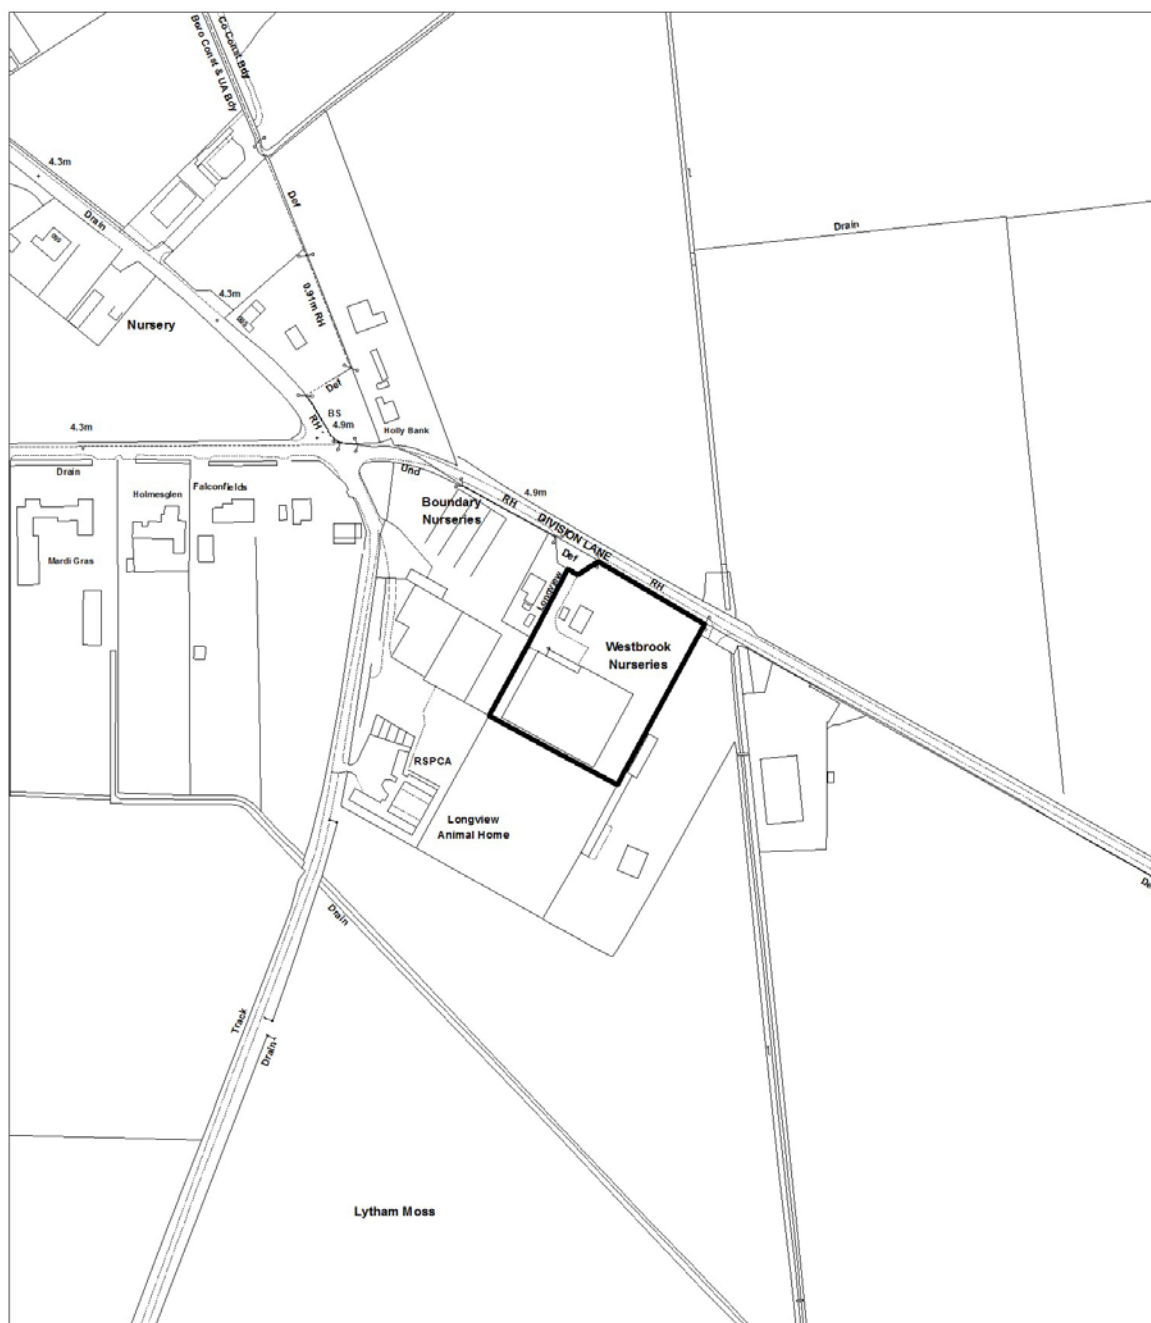 Co Const Bdy
Boro Const & UA Bdy
4.3m
Def
Drain
Drain
4.3m
0.91m RH
Nursery
Def
BS
RH
4.9m
4.3m
Holly Bank
Und
Drain
Holmesglen
Falconfields
Boundary
Nurseries
RH
4.9m
DIVISION LANE
Def
RH
Mardi Gras
Longview
Westbrook
Nurseries
RSPCA
Longview
Animal Home
De
Drain
Track
Drain
Lytham Moss